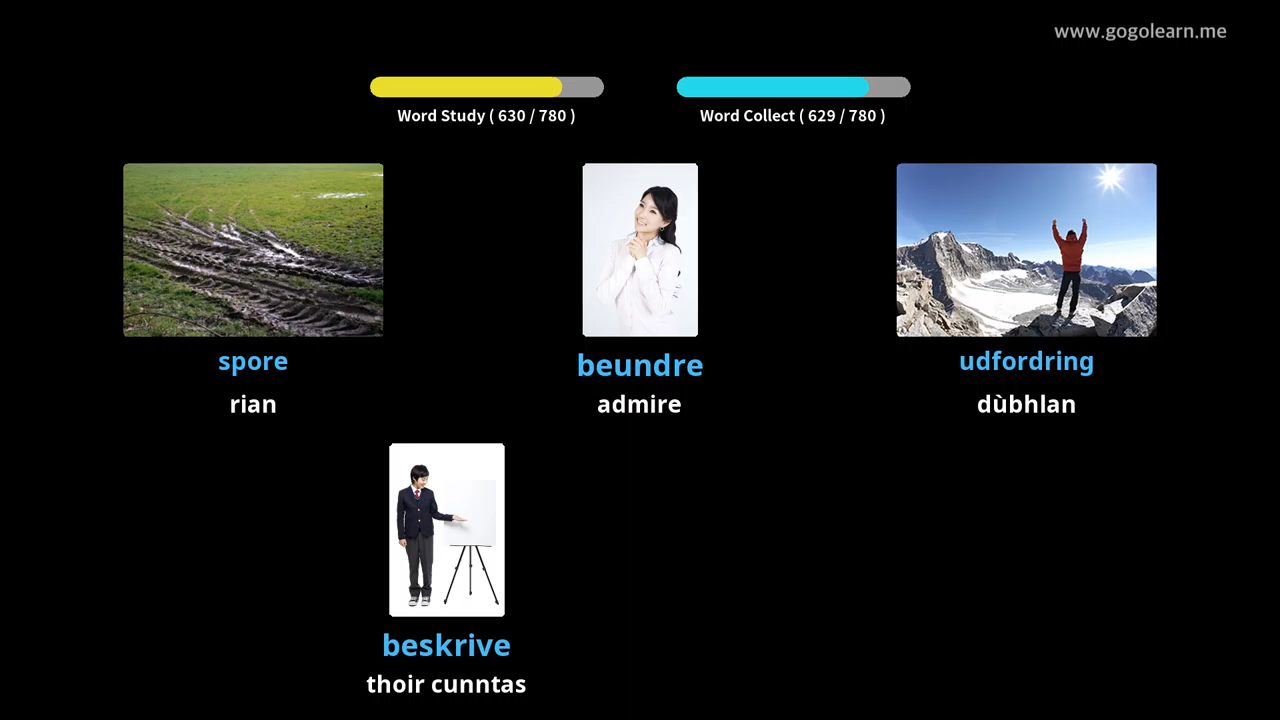 www.gogolearn.me
Word Study ( 630 / 780 )
Word Collect ( 629 / 780 )
spore
rian
beundre
admire
udfordring
dùbhlan
beskrive
thoir cunntas